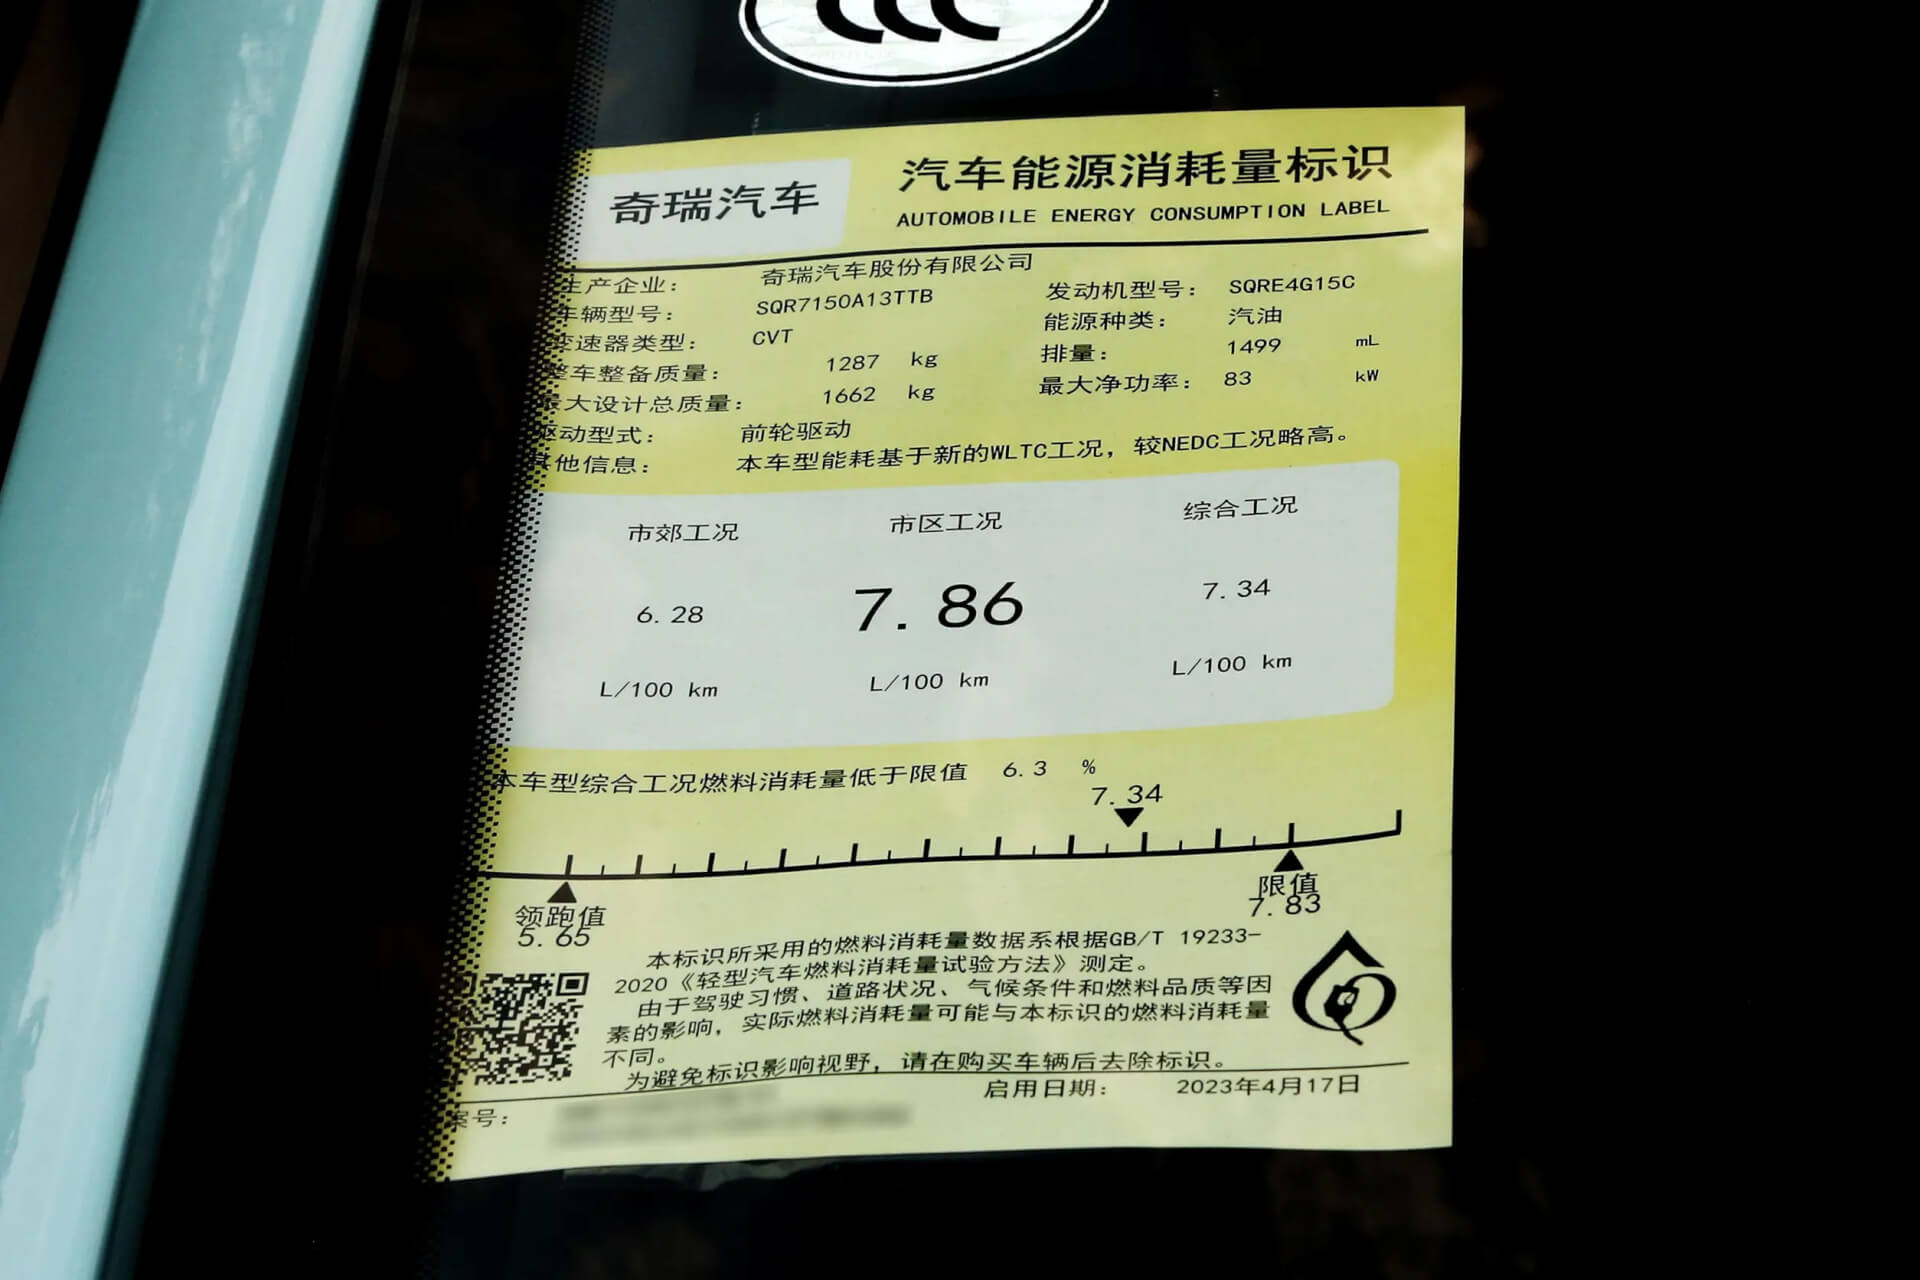 CCC
奇瑞汽车
汽车能源消耗量标识
AUTOMOBILE ENERGY CONSUMPTION LABEL
生产企业: 奇瑞汽车股份有限公司
车辆型号: SQR7150A13TTB 发动机型号: SQRE4G15C
变速器类型: CVT 能源种类: 汽油
整车整备质量: 1287 kg 排量: 1499 mL
最大设计总质量: 1662 kg 最大净功率: 83 kW
驱动型式: 前轮驱动
其他信息: 本车型能耗基于新的WLTC工况，较NEDC工况略高。
市郊工况 市区工况 综合工况
6.28 7.86 7.34
L/100 km L/100 km L/100 km
本车型综合工况燃料消耗量低于限值 6.3 %
7.34
领跑值 限值
5.65 7.83
本标识所采用的燃料消耗量数据系根据GB/T 19233-
2020《轻型汽车燃料消耗量试验方法》测定。
由于驾驶习惯、道路状况、气候条件和燃料品质等因
素的影响，实际燃料消耗量可能与本标识的燃料消耗量
不同。
为避免标识影响视野，请在购买车辆后去除标识。
案号: 启用日期: 2023年4月17日